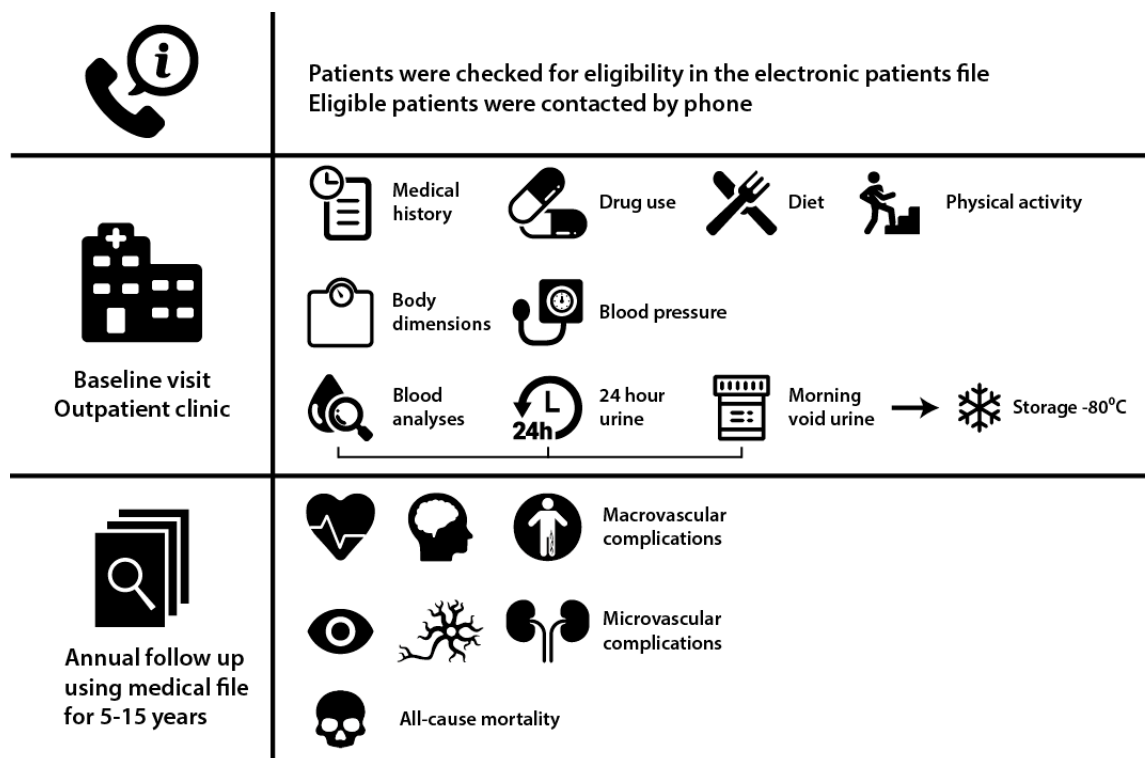 i
Patients were checked for eligibility in the electronic patients file
Eligible patients were contacted by phone
Baseline visit
Outpatient clinic
Medical
history
Drug use
Diet
Physical activity
Body
dimensions
Blood pressure
Blood
analyses
24h
24 hour
urine
Morning
void urine
Storage -80⁰C
Annual follow up
using medical file
for 5-15 years
Macrovascular
complications
Microvascular
complications
All-cause mortality